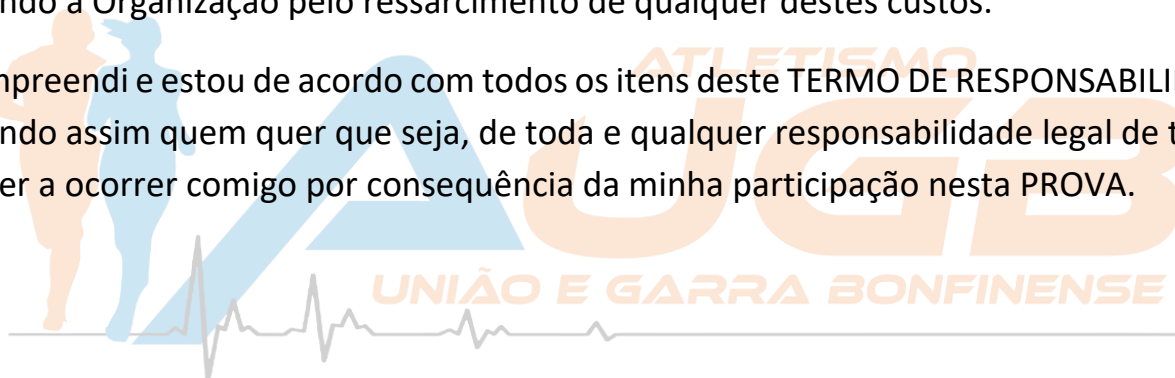 ndo a Organização pelo ressarcimento de qualquer destes custos.
ATLETISMO
mpreendi e estou de acordo com todos os itens deste TERMO DE RESPONSABILI
ndo assim quem quer que seja, de toda e qualquer responsabilidade legal de t
er a ocorrer comigo por consequência da minha participação nesta PROVA.
AUGB
UNIÃO E GARRA BONFINENSE